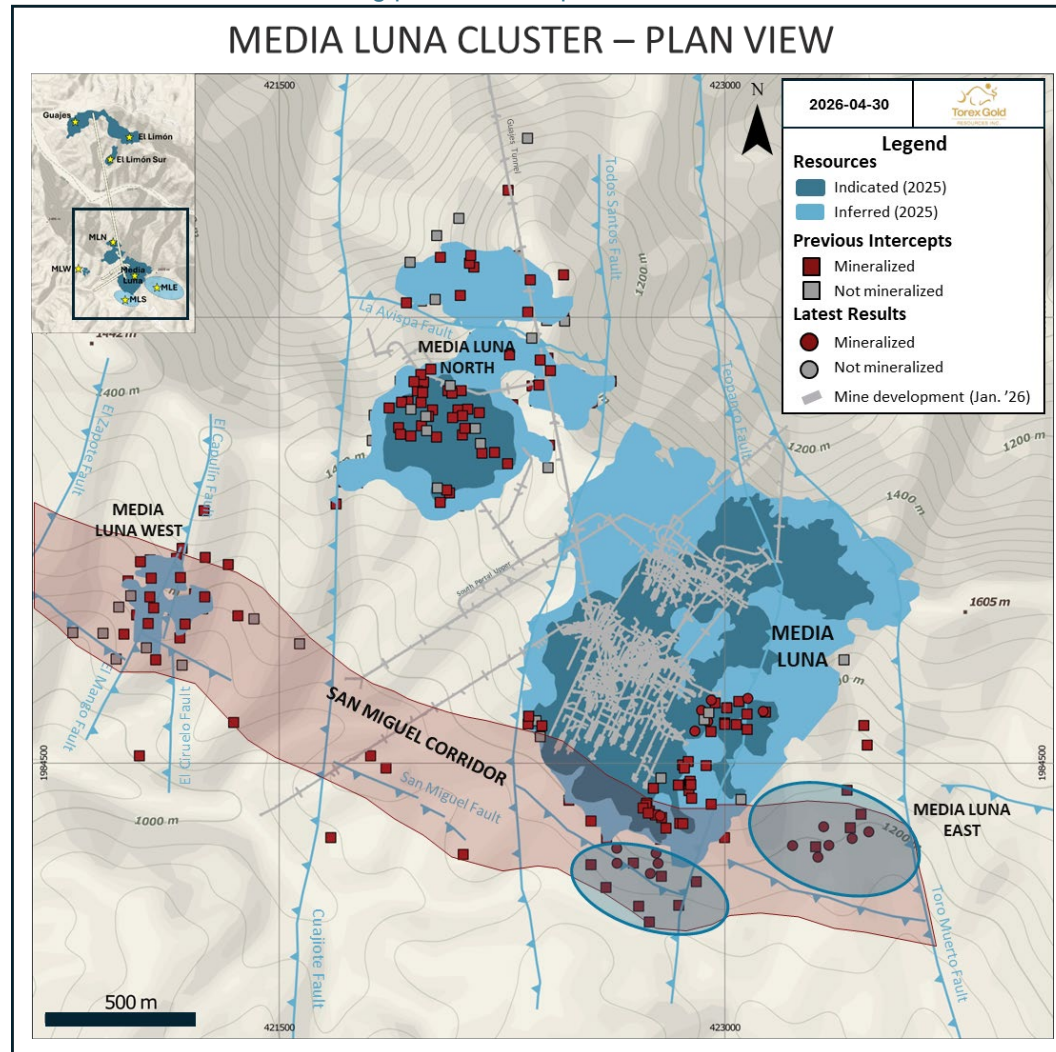 MEDIA LUNA CLUSTER – PLAN VIEW
421500
423000
N
2026-04-30
Torex Gold
RESOURCES INC.
Legend
Resources
Indicated (2025)
Inferred (2025)
Previous Intercepts
Mineralized
Not mineralized
Latest Results
Mineralized
Not mineralized
Mine development (Jan. '26)
Guajes
El Limón
El Limón Sur
MLN
MLW
Media
Luna
MLE
MLS
Guajes Tunnel
Todos Santos Fault
1200 m
La Avispa Fault
MEDIA LUNA
NORTH
Teopanco Fault
1442 m
1400 m
1200 m
1200 m
1400 m
El Zapote Fault
El Capulín Fault
MEDIA
LUNA WEST
South Portal Upper
1605 m
MEDIA
LUNA
El Mango Fault
El Ciruelo Fault
SAN MIGUEL CORRIDOR
San Miguel Fault
1984500
1984500
1000 m
1200 m
MEDIA LUNA
EAST
Cuajiote Fault
Toro Muerto Fault
500 m
421500
423000